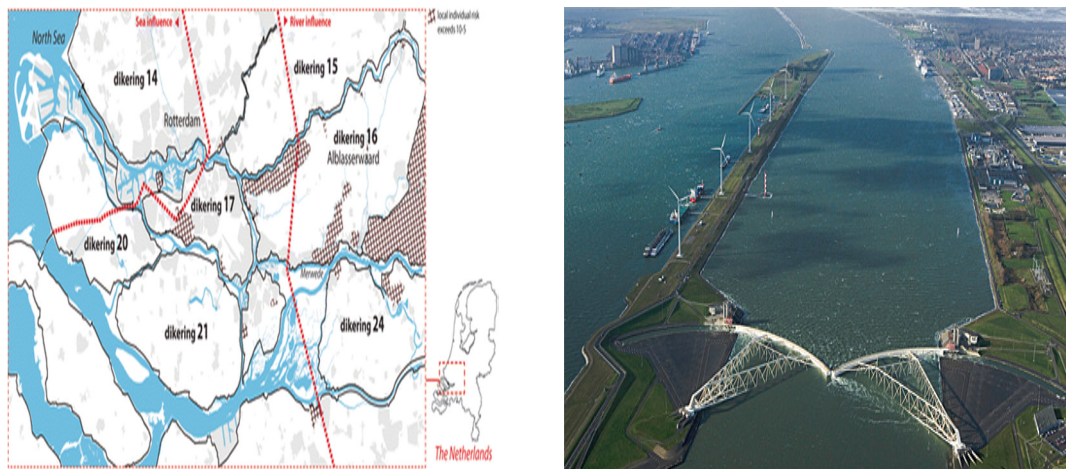 North Sea
Sea influence
River influence
local individual risk
exceeds 10-5
dikering 14
dikering 15
Rotterdam
dikering 16
Alblasserwaard
dikering 17
dikering 20
Merwede
dikering 21
dikering 24
The Netherlands